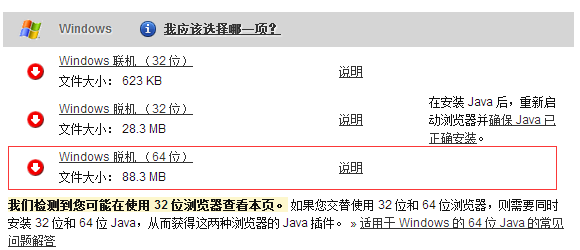 Windows 我应该选择哪一项?
Windows 联机 (32 位)
文件大小: 623 KB
说明
Windows 脱机 (32 位)
文件大小: 28.3 MB
说明
在安装 Java 后，重新启
动浏览器并确保 Java 已
正确安装。
Windows 脱机 (64 位)
文件大小: 88.3 MB
说明
我们检测到您可能在使用 32 位浏览器查看本页。 如果您交替使用 32 位和 64 位浏览器，则需要同时
安装 32 位和 64 位 Java，从而获得这两种浏览器的 Java 插件。 » 适用于 Windows 的 64 位 Java 的常见
问题解答